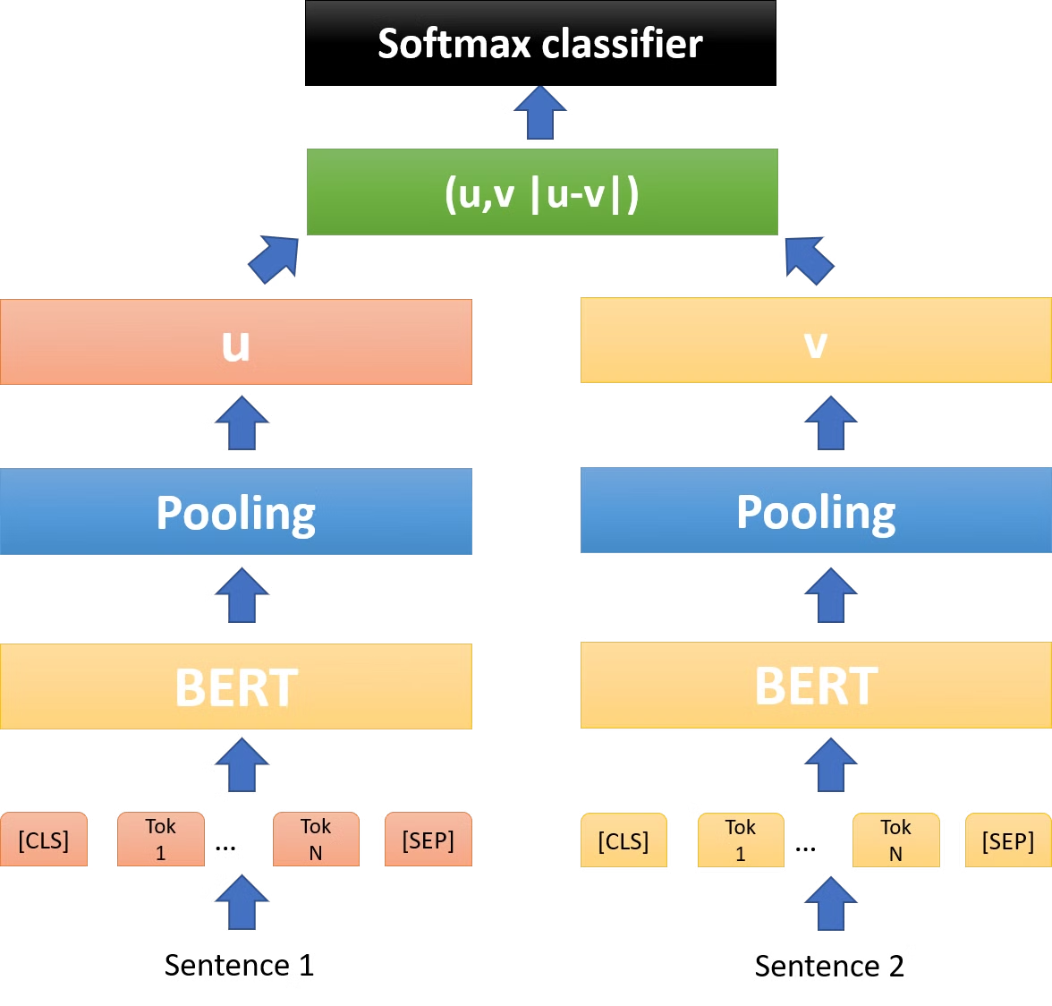 Softmax classifier
(u,v |u-v|)
u
v
Pooling
Pooling
BERT
BERT
[CLS]
Tok
1
...
Tok
N
[SEP]
[CLS]
Tok
1
...
Tok
N
[SEP]
Sentence 1
Sentence 2